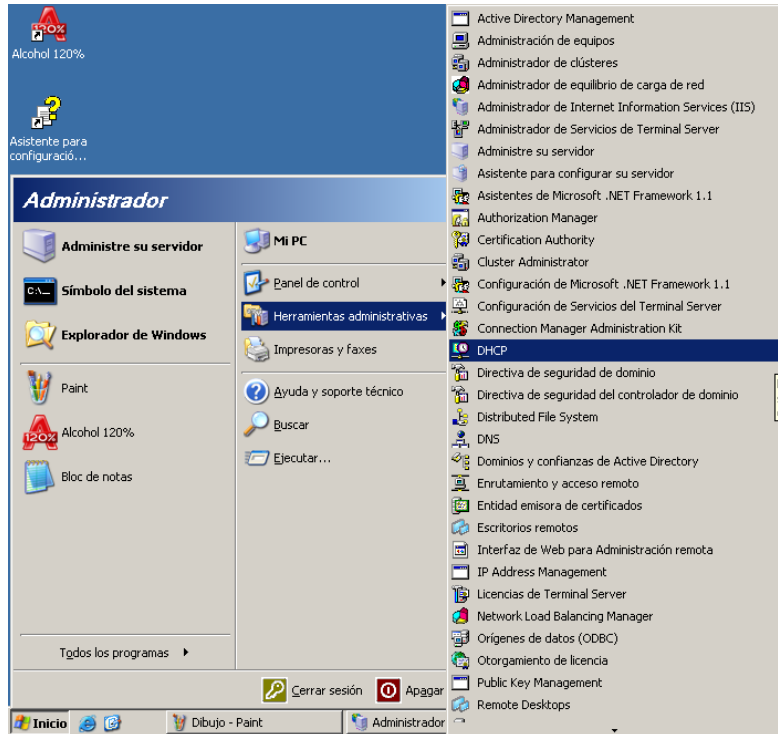 Alcohol 120%
Asistente para
configuració...
Administrador
Administre su servidor
Símbolo del sistema
Explorador de Windows
Paint
Alcohol 120%
Bloc de notas
Todos los programas
Mi PC
Panel de control
Herramientas administrativas
Impresoras y faxes
Ayuda y soporte técnico
Buscar
Ejecutar...
Cerrar sesión
Apagar
Inicio
Dibujo - Paint
Administrador
Active Directory Management
Administración de equipos
Administrador de clústeres
Administrador de equilibrio de carga de red
Administrador de Internet Information Services (IIS)
Administrador de Servicios de Terminal Server
Administre su servidor
Asistente para configurar su servidor
Asistentes de Microsoft .NET Framework 1.1
Authorization Manager
Certification Authority
Cluster Administrator
Configuración de Microsoft .NET Framework 1.1
Configuración de Servicios del Terminal Server
Connection Manager Administration Kit
DHCP
Directiva de seguridad de dominio
Directiva de seguridad del controlador de dominio
Distributed File System
DNS
Dominios y confianzas de Active Directory
Enrutamiento y acceso remoto
Entidad emisora de certificados
Escritorios remotos
Interfaz de Web para Administración remota
IP Address Management
Licencias de Terminal Server
Network Load Balancing Manager
Orígenes de datos (ODBC)
Otorgamiento de licencia
Public Key Management
Remote Desktops